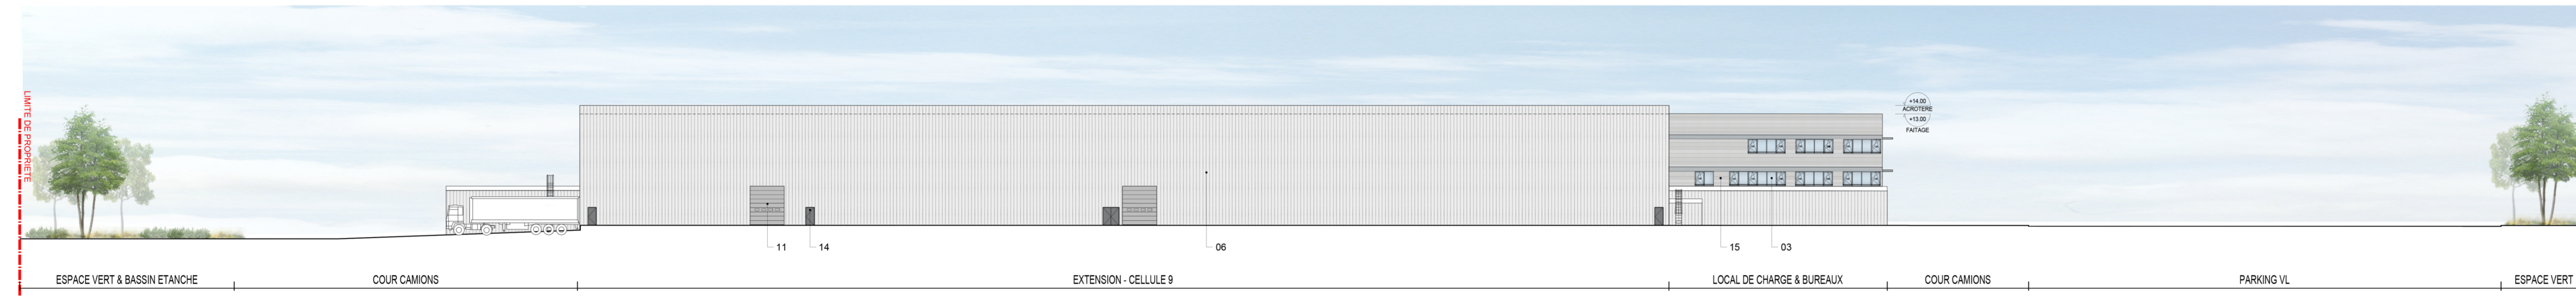 LIMITE DE PROPRIETE
+14.00
ACROTERE
+13.00
FAITAGE
11
14
06
15
03
ESPACE VERT & BASSIN ETANCHE
COUR CAMIONS
EXTENSION - CELLULE 9
LOCAL DE CHARGE & BUREAUX
COUR CAMIONS
PARKING VL
ESPACE VERT